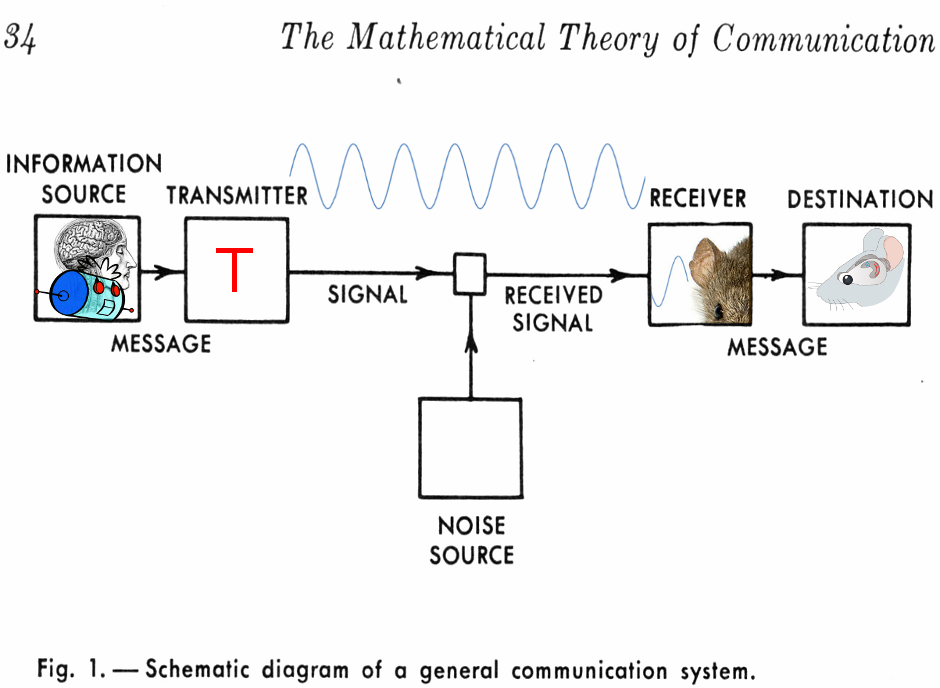 34 The Mathematical Theory of Communication
INFORMATION
SOURCE
TRANSMITTER
RECEIVER
DESTINATION
T
SIGNAL
RECEIVED
SIGNAL
MESSAGE
MESSAGE
NOISE
SOURCE
Fig. 1. — Schematic diagram of a general communication system.